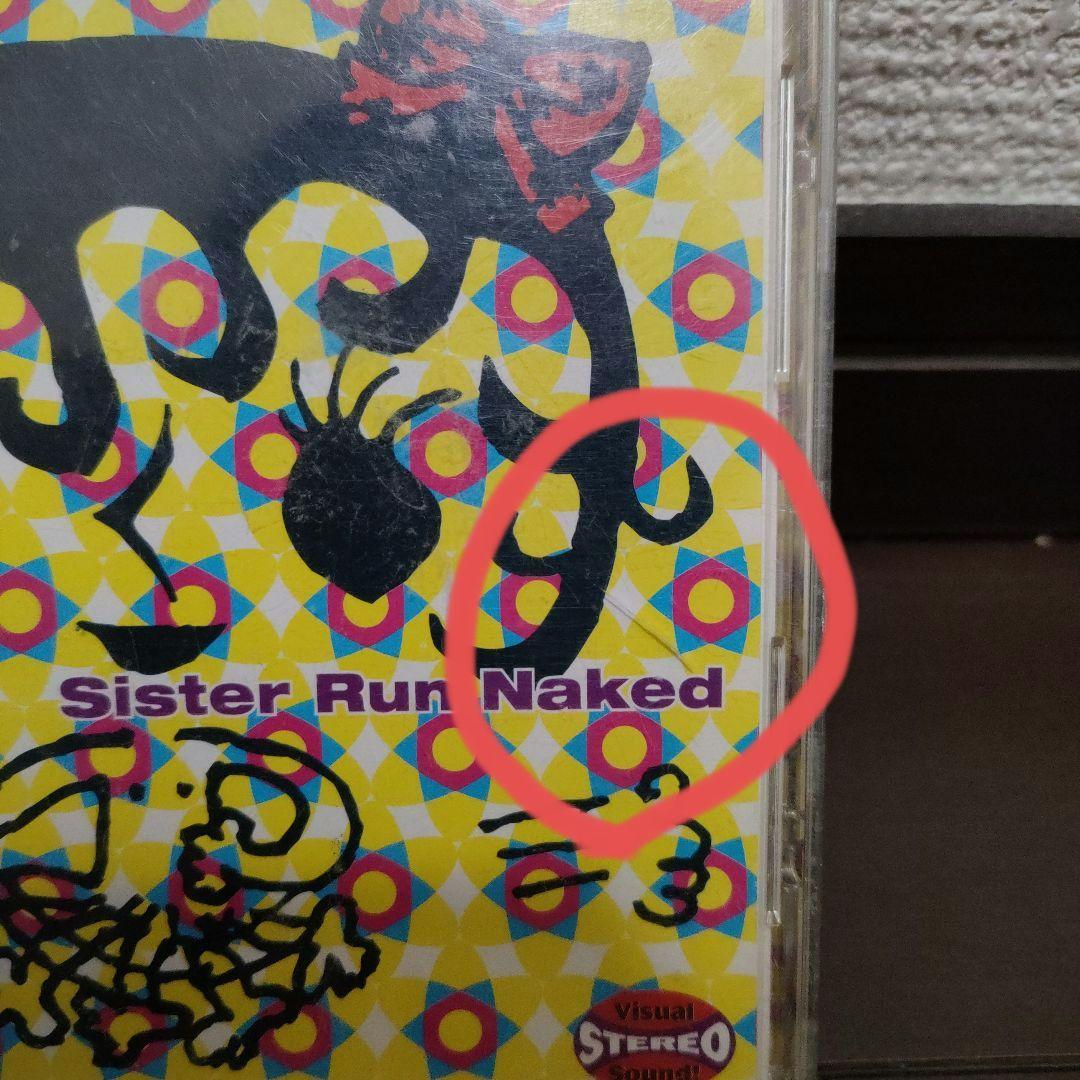 Sister Run Naked
Visual
STEREO
Sound!